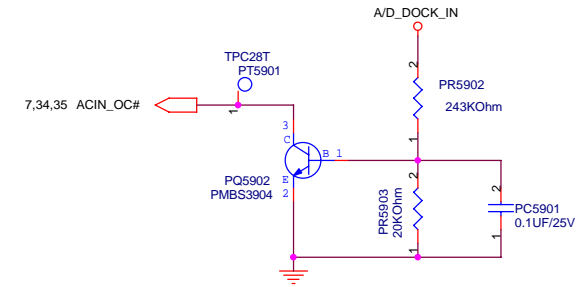 A/D_DOCK_IN
TPC28T
PT5901
2
PR5902
243KOhm
7,34,35 ACIN_OC#
1
1
3
C
B 1
PQ5902
PMBS3904
E
2
2
PR5903
20KOhm
1
2
PC5901
0.1UF/25V
1